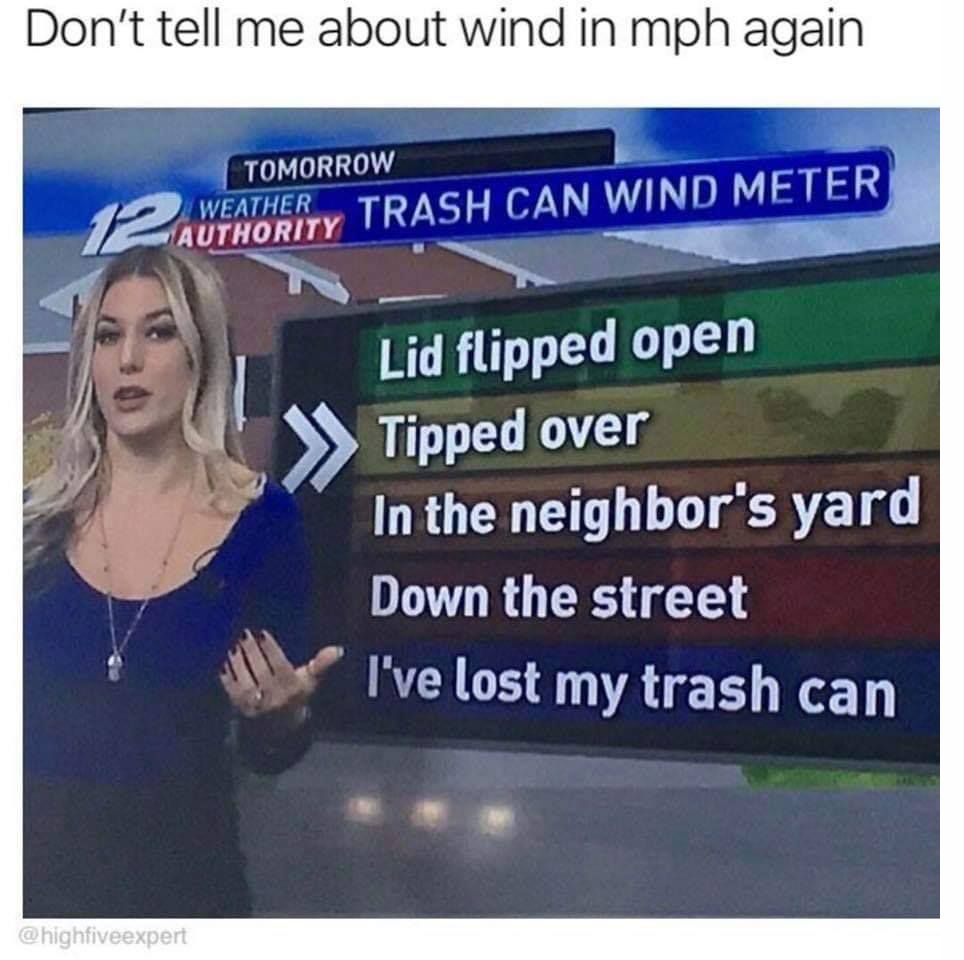 Don't tell me about wind in mph again
TOMORROW
12 WEATHER AUTHORITY
TRASH CAN WIND METER
Lid flipped open
Tipped over
In the neighbor's yard
Down the street
I've lost my trash can
@highfiveexpert